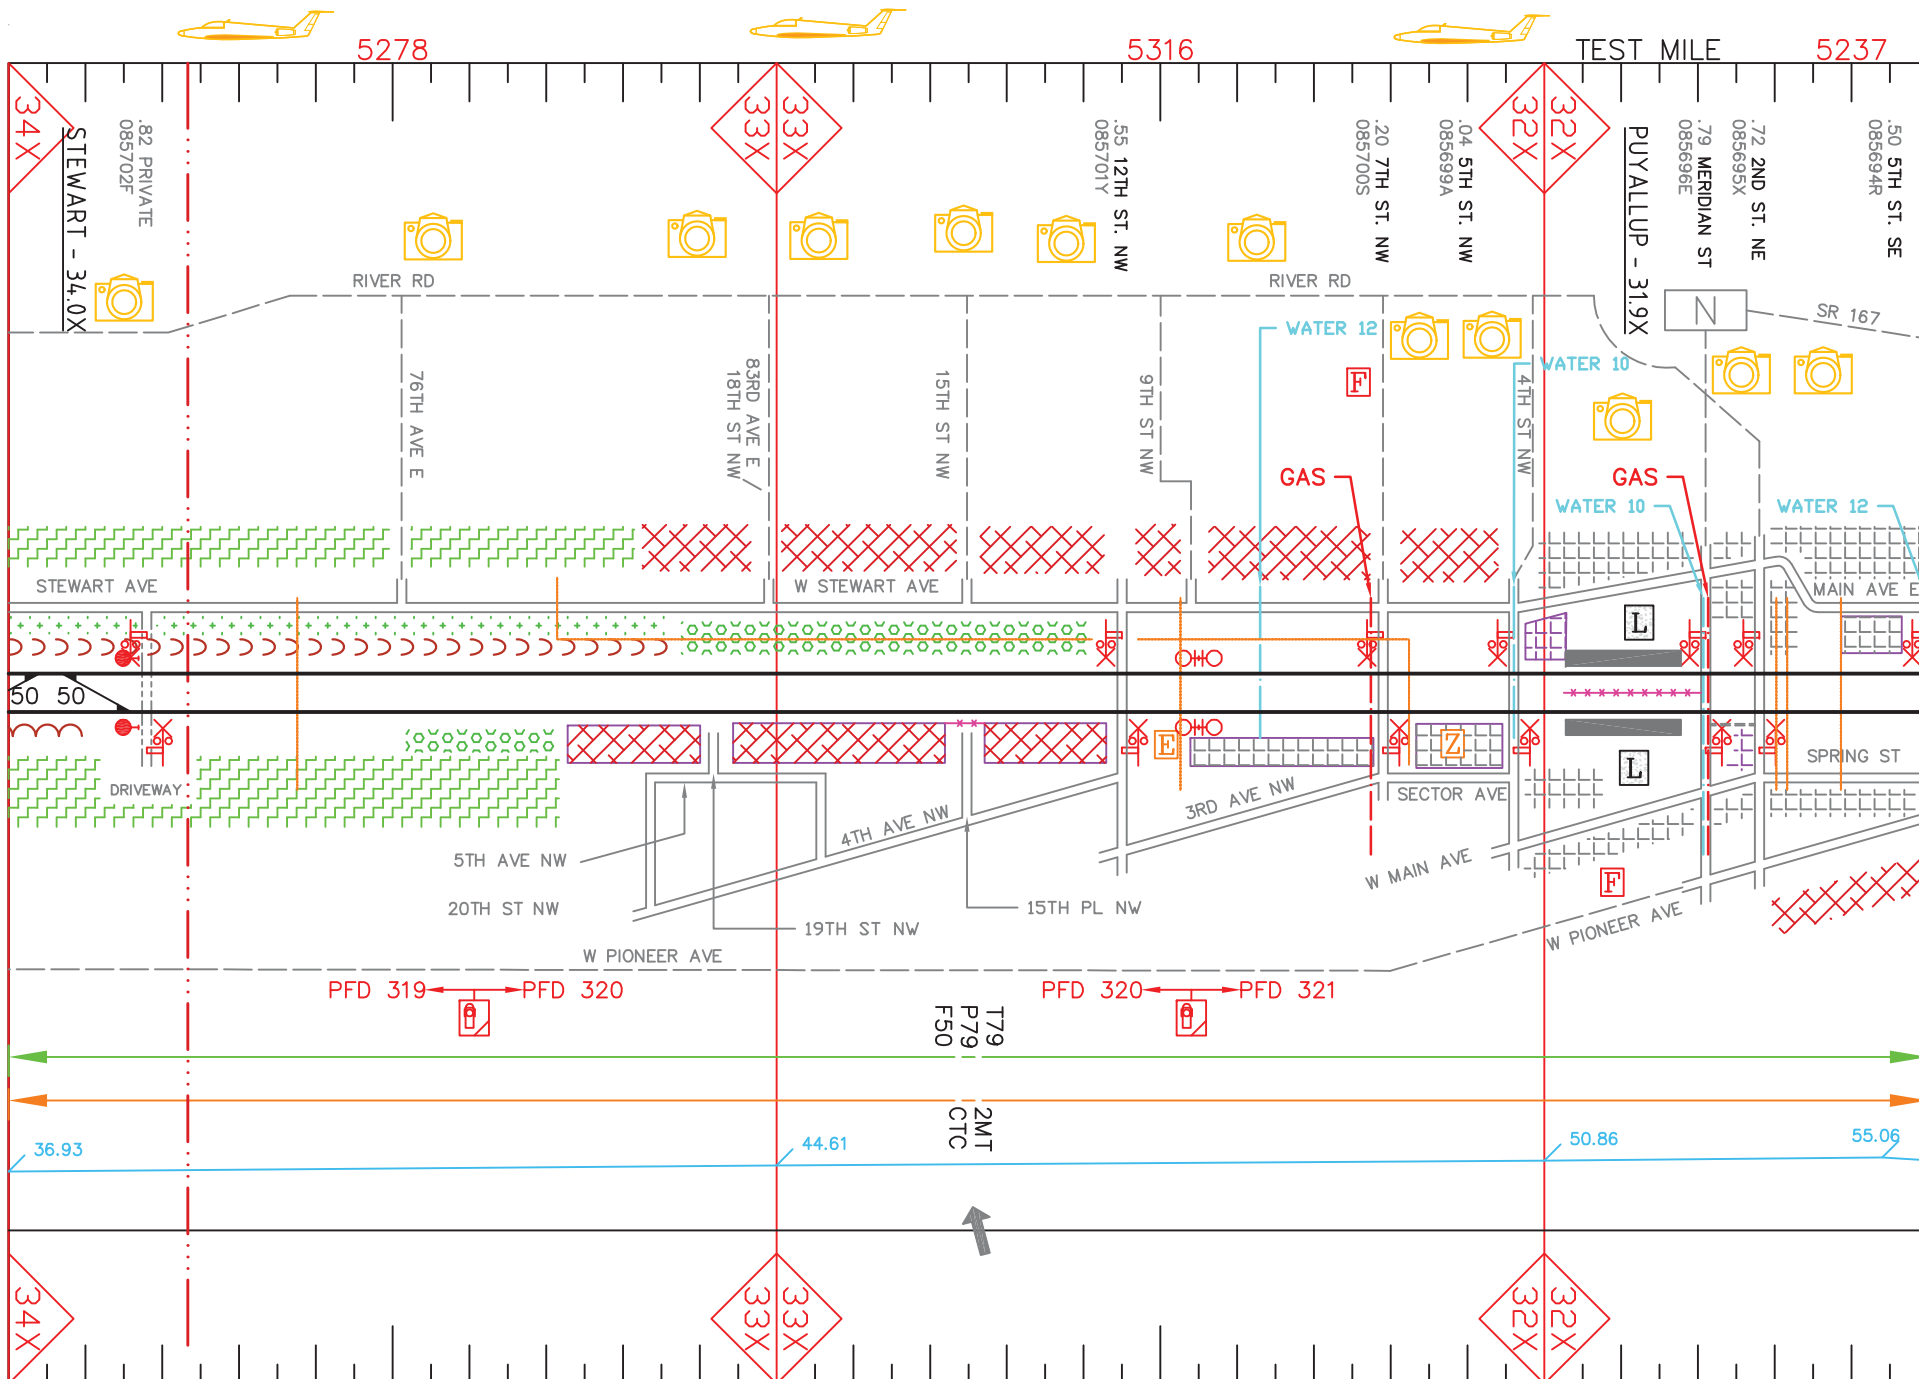 5278
5316
TEST MILE
5237
34X
33X
33X
32X
32X
STEWART - 34.0X
.82 PRIVATE
085702F
.55 12TH ST. NW
085701Y
.20 7TH ST. NW
085700S
.04 5TH ST. NW
085699A
PUYALLUP - 31.9X
.79 MERIDIAN ST
085696E
.72 2ND ST. NE
085695X
.50 5TH ST. SE
085694R
RIVER RD
RIVER RD
N
SR 167
WATER 12
WATER 10
F
76TH AVE E
83RD AVE E
18TH ST NW
15TH ST NW
9TH ST NW
4TH ST NW
GAS
GAS
WATER 10
WATER 12
STEWART AVE
W STEWART AVE
MAIN AVE E
L
50 50
E
Z
L
DRIVEWAY
SPRING ST
SECTOR AVE
3RD AVE NW
4TH AVE NW
5TH AVE NW
W MAIN AVE
F
20TH ST NW
15TH PL NW
19TH ST NW
W PIONEER AVE
W PIONEER AVE
PFD 319
PFD 320
PFD 320
PFD 321
T79
P79
F50
2MT
CTC
36.93
44.61
50.86
55.06
34X
33X
33X
32X
32X